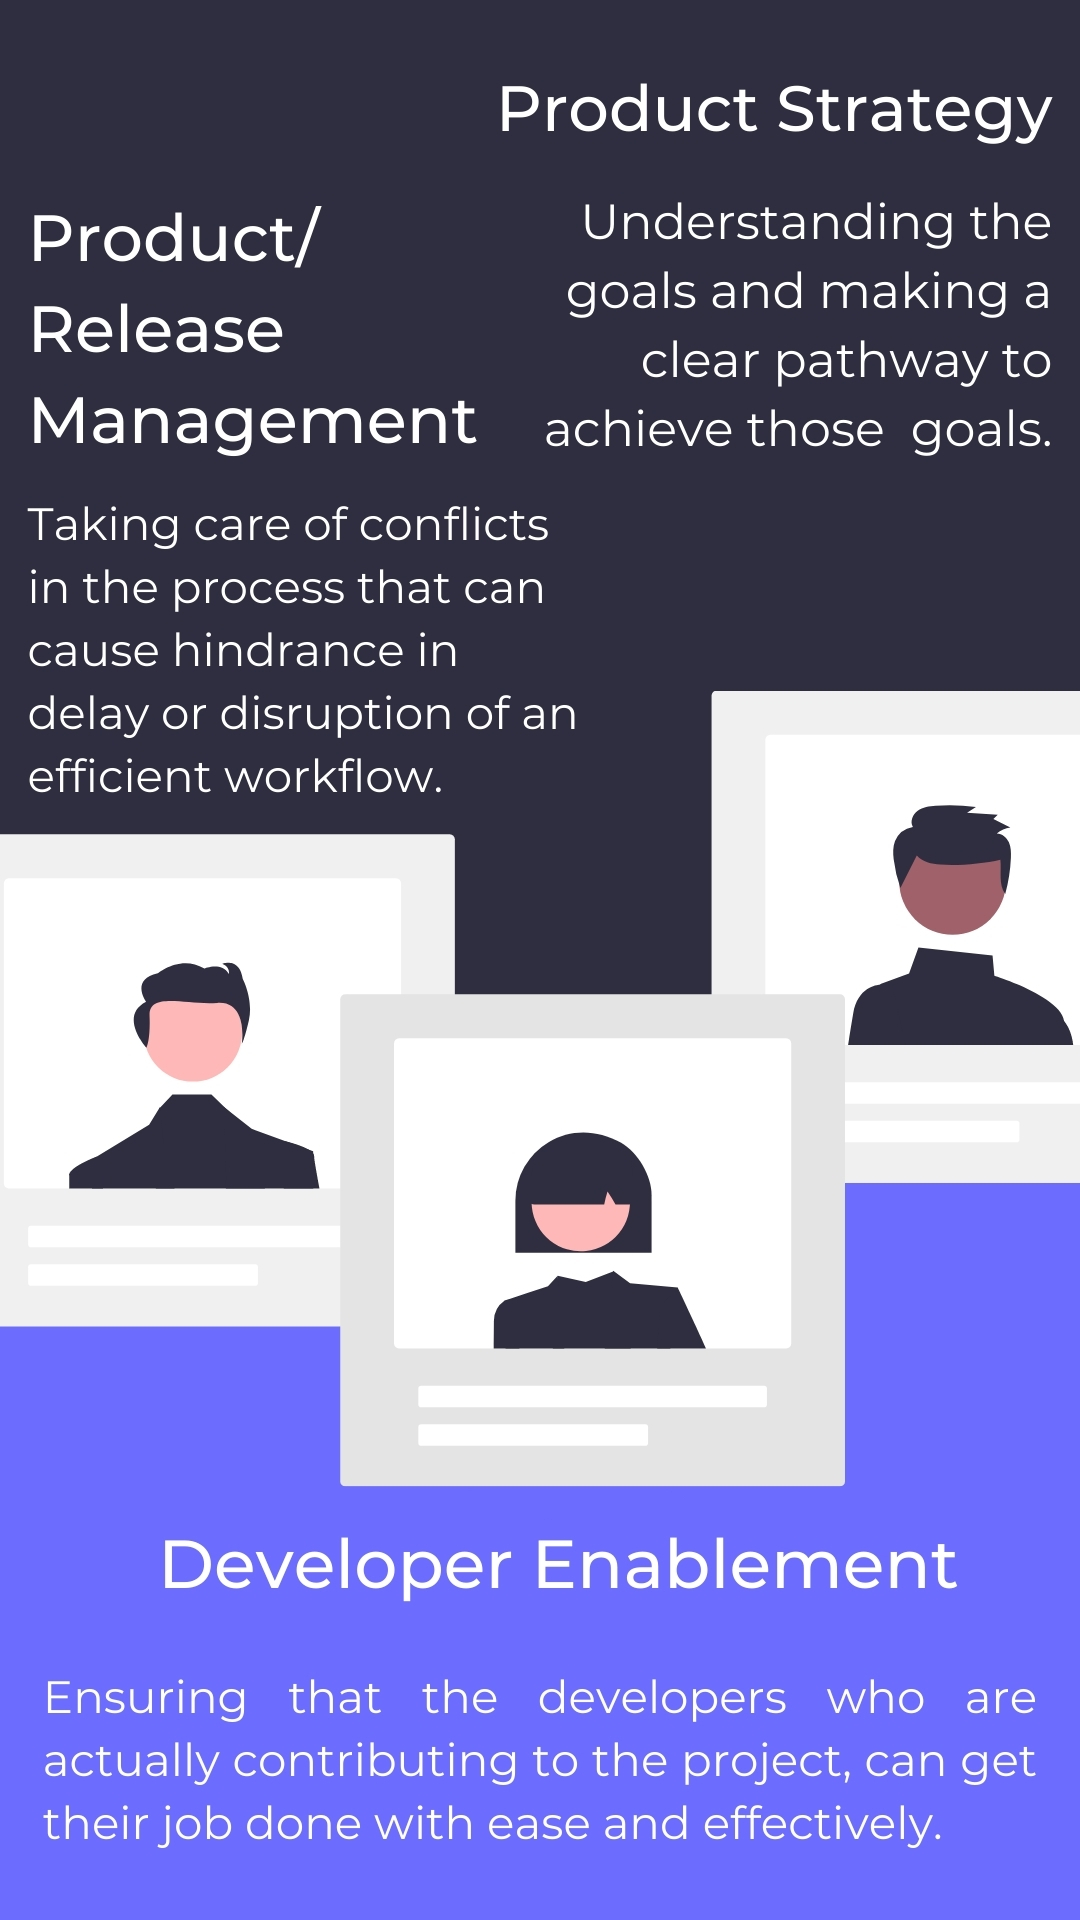 Product Strategy
Understanding the
goals and making a
clear pathway to
achieve those  goals.
Product/
Release
Management
Taking care of conflicts
in the process that can
cause hindrance in
delay or disruption of an
efficient workflow.
Developer Enablement
Ensuring that the developers who are
actually contributing to the project, can get
their job done with ease and effectively.